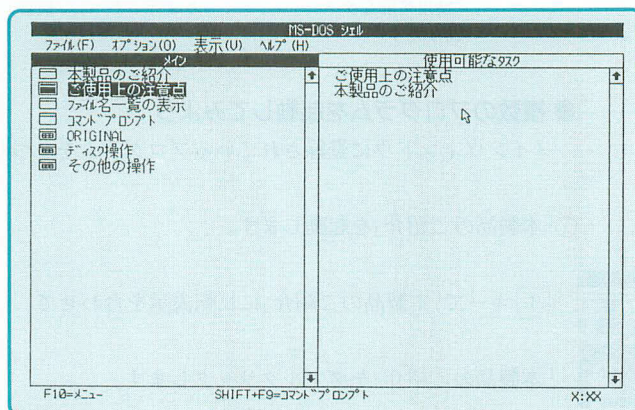 MS-DOS シェル
ファイル(F) オプション(O) 表示(V) ヘルプ(H)
メイン
本製品のご紹介
ご使用上の注意点
ファイル名一覧の表示
コマンドプロンプト
ORIGINAL
ディスク操作
その他の操作
使用可能なタスク
ご使用上の注意点
本製品のご紹介
F10=メニュー SHIFT+F9=コマンドプロンプト X:XX